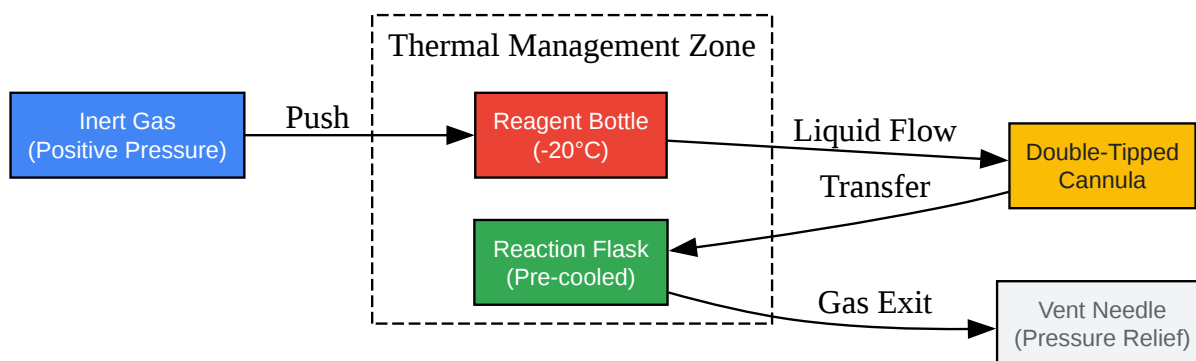 Thermal Management Zone
Inert Gas
(Positive Pressure)
Push
Reagent Bottle
(-20°C)
Liquid Flow
Double-Tipped
Cannula
Transfer
Reaction Flask
(Pre-cooled)
Gas Exit
Vent Needle
(Pressure Relief)